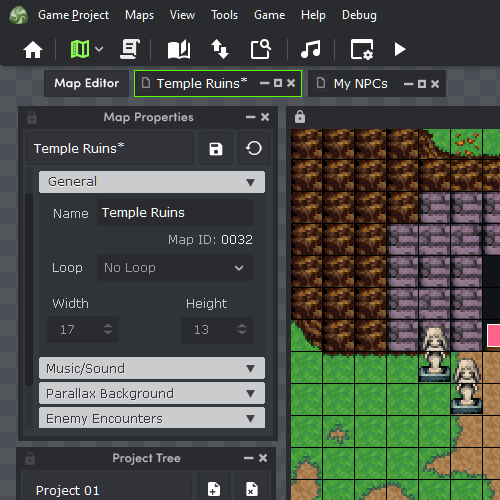 Game Project Maps View Tools Game Help Debug
Map Editor Temple Ruins* My NPCs
Map Properties
Temple Ruins*
General
Name Temple Ruins
Map ID: 0032
Loop No Loop
Width Height
17 13
Music/Sound
Parallax Background
Enemy Encounters
Project Tree
Project 01